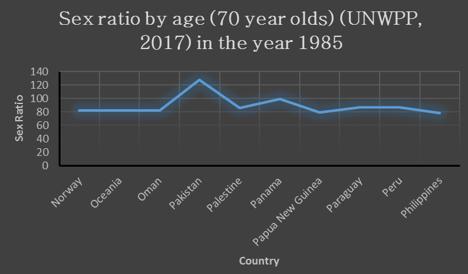 Sex ratio by age (70 year olds) (UNWPP,
2017) in the year 1985
140
120
100
80
60
40
20
0
Sex Ratio
Norway
Oceania
Oman
Pakistan
Palestine
Panama
Papua New Guinea
Paraguay
Peru
Philippines
Country